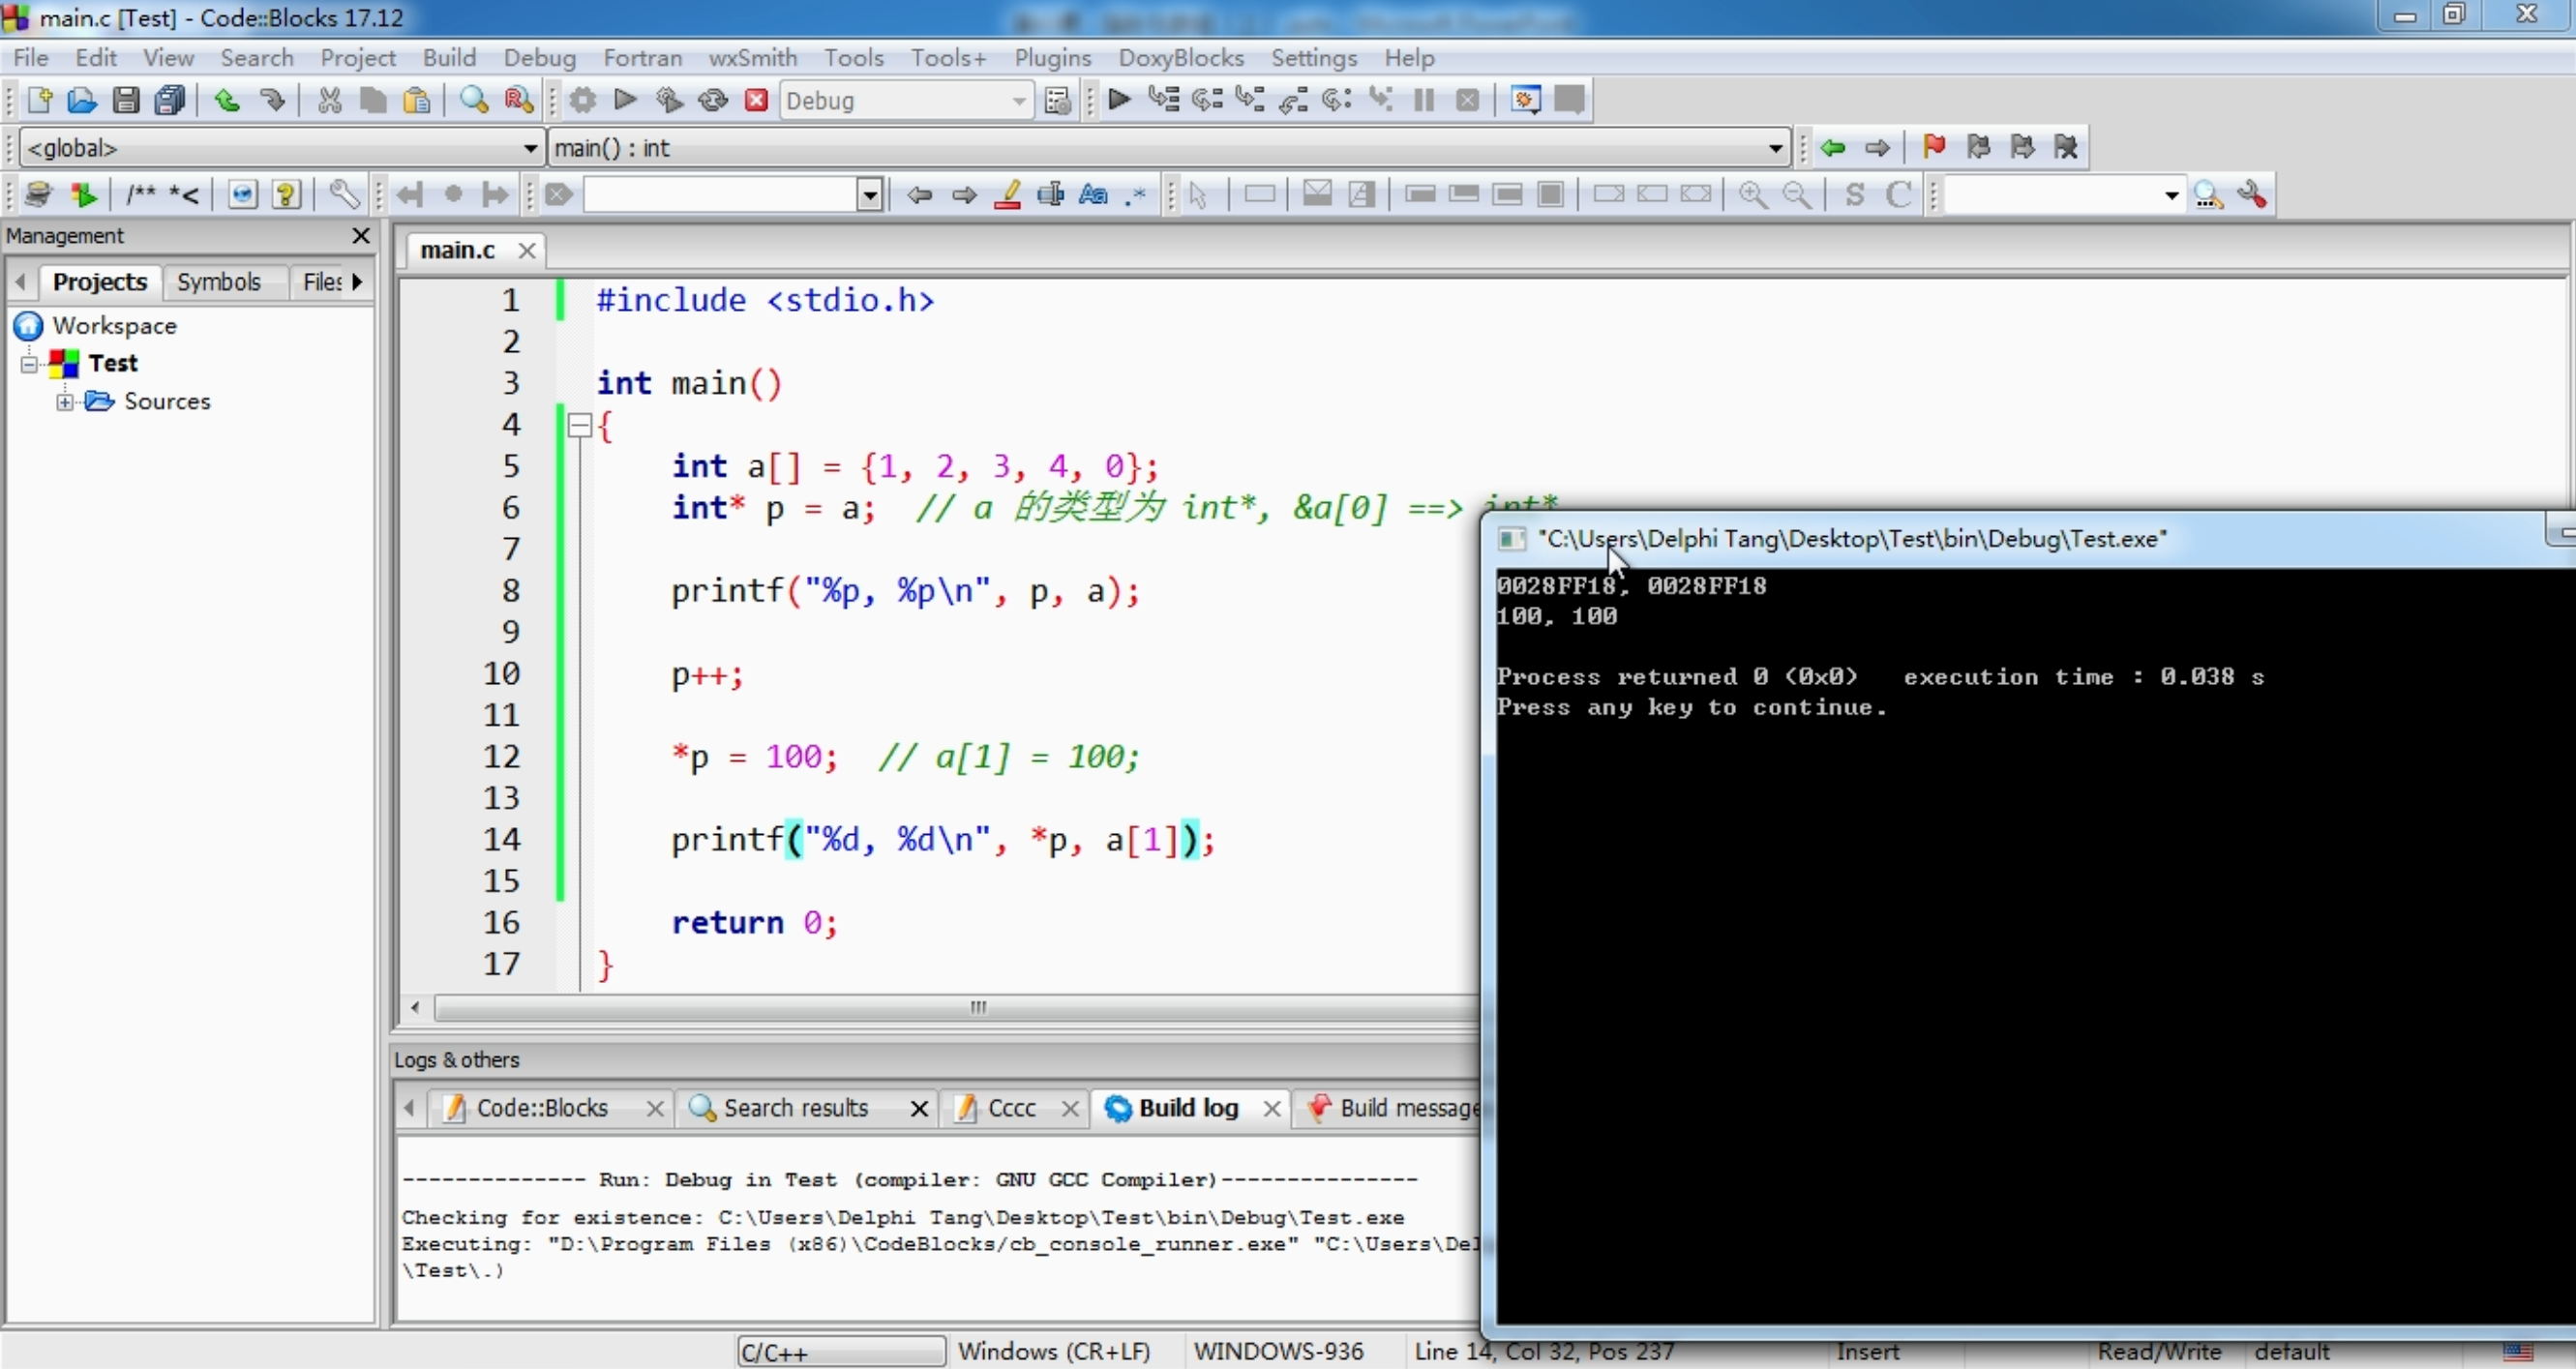 main.c [Test] - Code::Blocks 17.12
File Edit View Search Project Build Debug Fortran wxSmith Tools Tools+ Plugins DoxyBlocks Settings Help
Debug
<global> main() : int
/** *<
Aa .* S C
Management
Projects Symbols Files
Workspace
Test
Sources
main.c
1 #include <stdio.h>
2
3 int main()
4 {
5 int a[] = {1, 2, 3, 4, 0};
6 int* p = a; // a 的类型为 int*, &a[0] ==> int*
7
8 printf("%p, %p\n", p, a);
9
10 p++;
11
12 *p = 100; // a[1] = 100;
13
14 printf("%d, %d\n", *p, a[1]);
15
16 return 0;
17 }
"C:\Users\Delphi Tang\Desktop\Test\bin\Debug\Test.exe"
0028FF18, 0028FF18
100, 100
Process returned 0 (0x0) execution time : 0.038 s
Press any key to continue.
Logs & others
Code::Blocks Search results Cccc Build log Build message
-------------- Run: Debug in Test (compiler: GNU GCC Compiler)---------------
Checking for existence: C:\Users\Delphi Tang\Desktop\Test\bin\Debug\Test.exe
Executing: "D:\Program Files (x86)\CodeBlocks/cb_console_runner.exe" "C:\Users\Del
\Test\.)
C/C++ Windows (CR+LF) WINDOWS-936 Line 14, Col 32, Pos 237 Insert Read/Write default